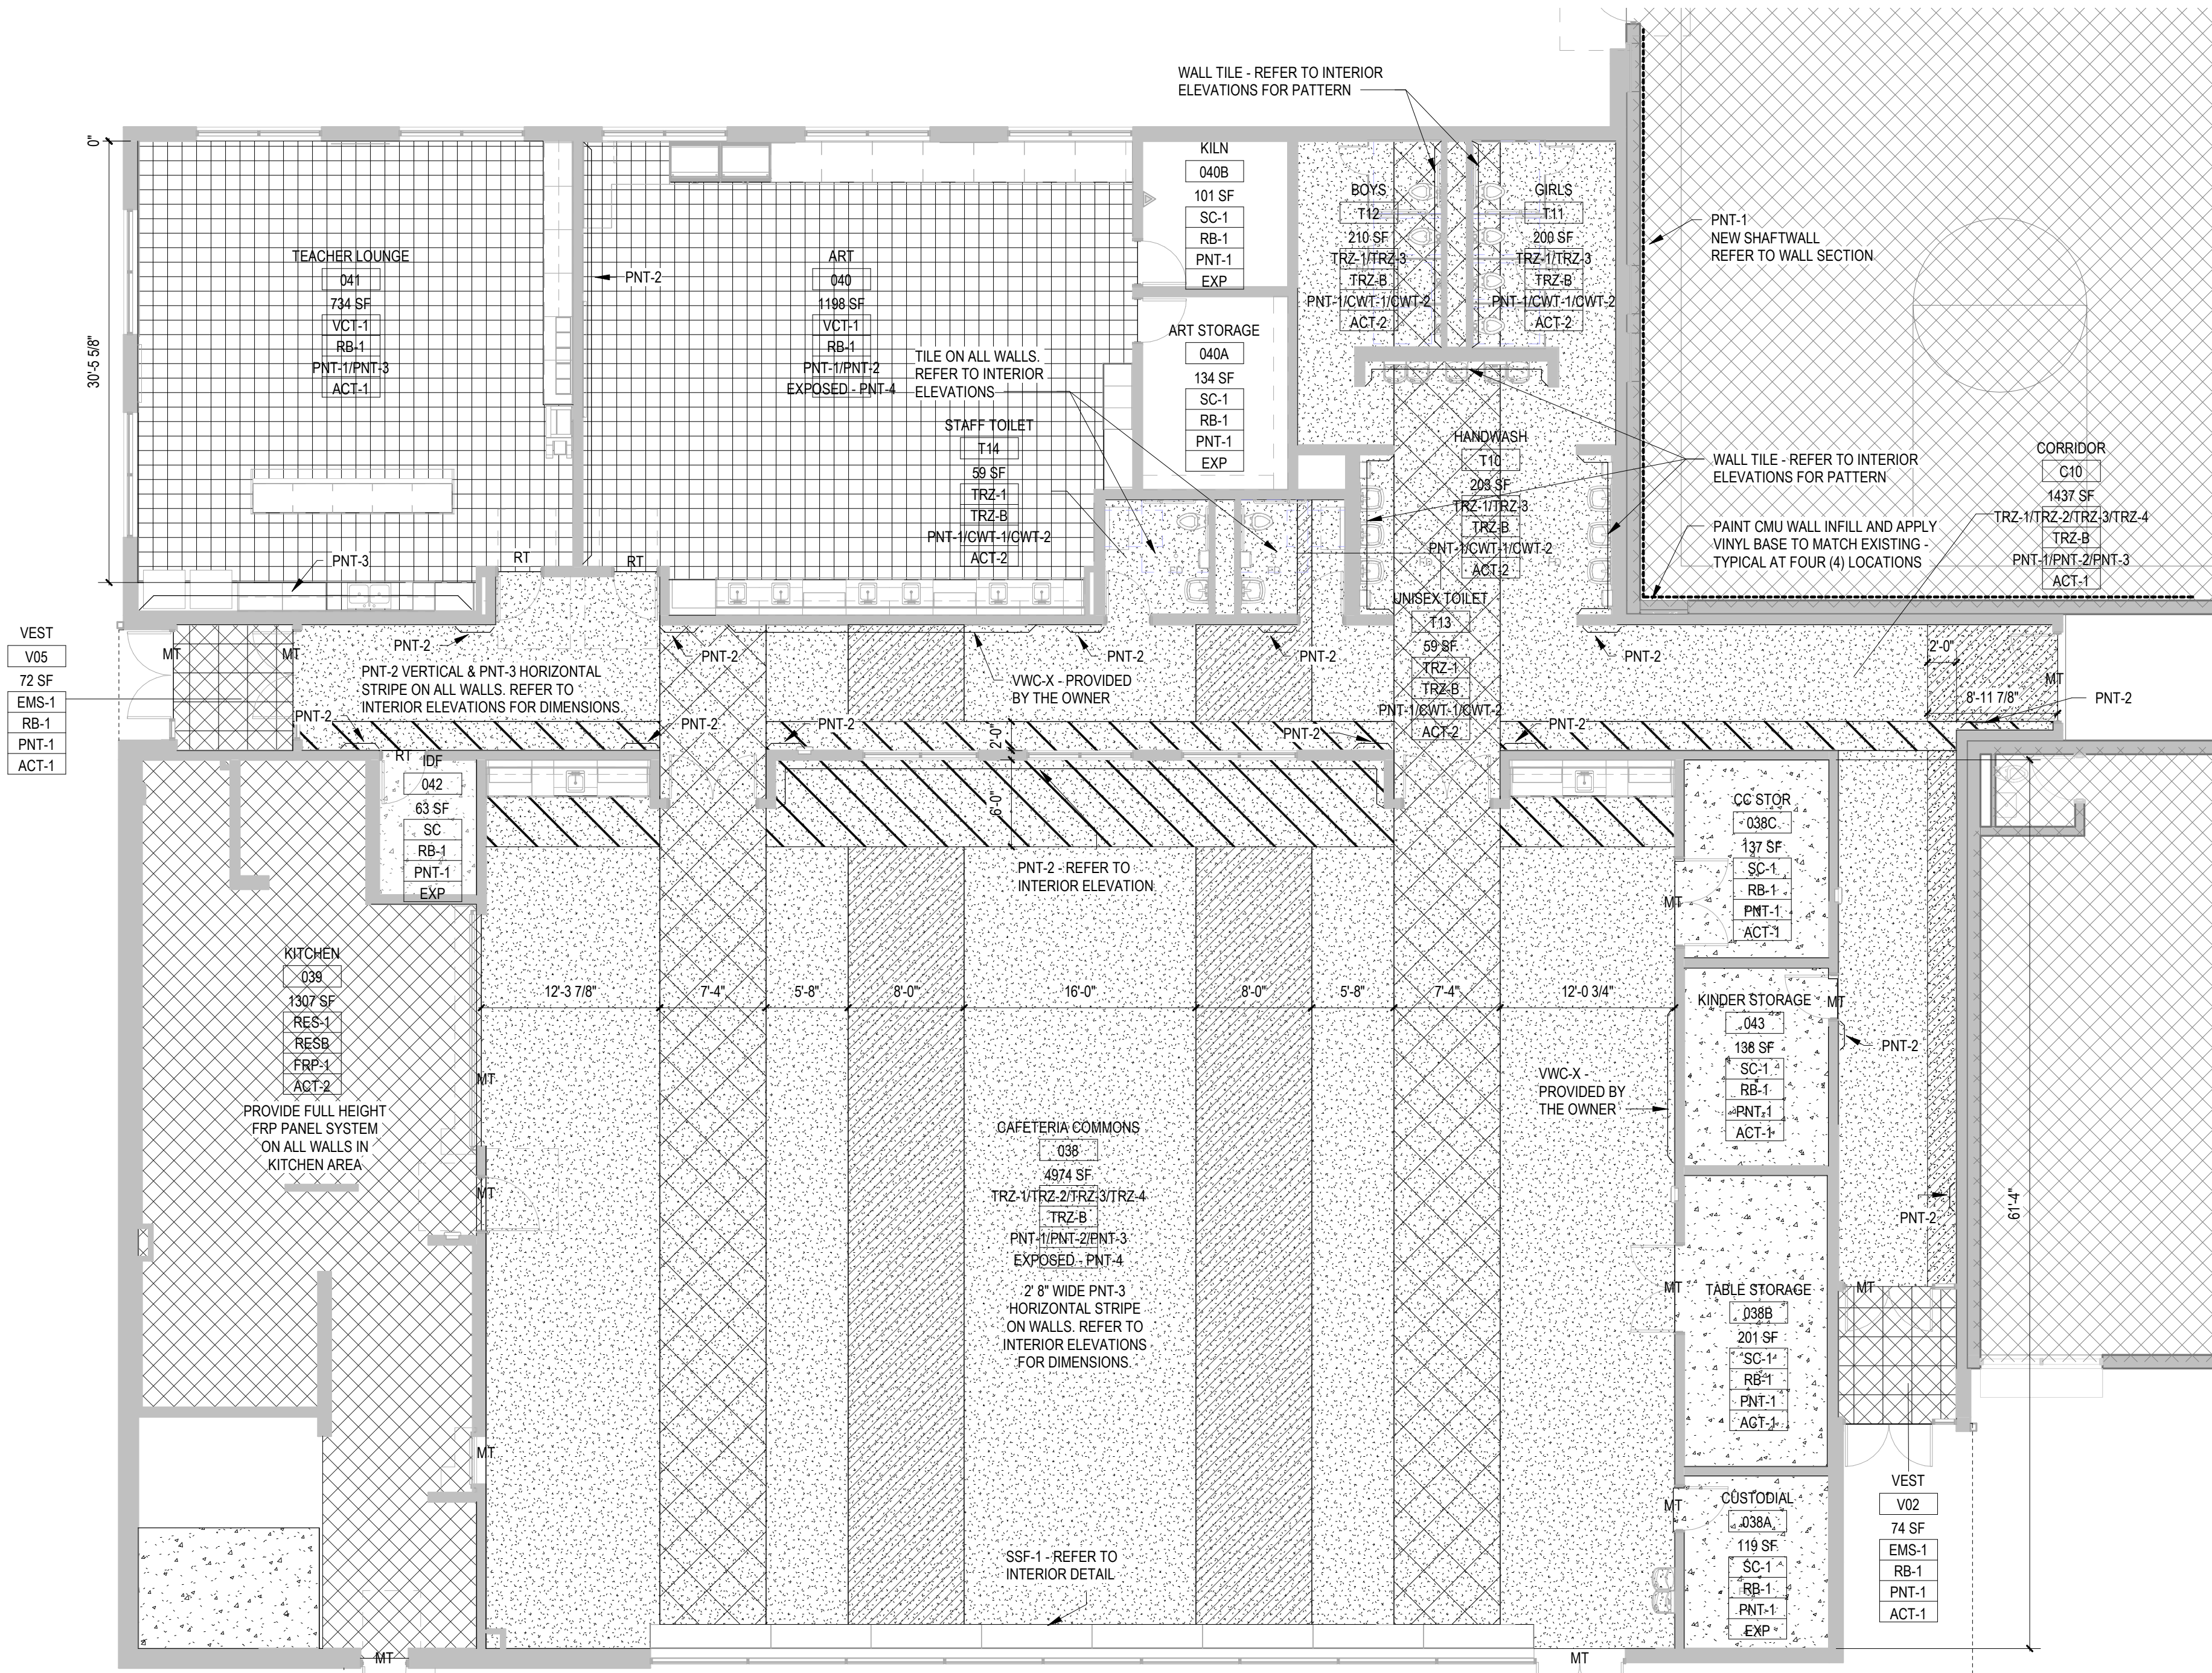 WALL TILE - REFER TO INTERIOR
ELEVATIONS FOR PATTERN
0"
30'-5 5/8"
TEACHER LOUNGE
041
734 SF
VCT-1
RB-1
PNT-1/PNT-3
ACT-1
PNT-3
RT
PNT-2
ART
040
1198 SF
VCT-1
RB-1
PNT-1/PNT-2
EXPOSED - PNT-4
RT
TILE ON ALL WALLS.
REFER TO INTERIOR
ELEVATIONS
STAFF TOILET
T14
59 SF
TRZ-1
TRZ-B
PNT-1/CWT-1/CWT-2
ACT-2
KILN
040B
101 SF
SC-1
RB-1
PNT-1
EXP
ART STORAGE
040A
134 SF
SC-1
RB-1
PNT-1
EXP
BOYS
T12
210 SF
TRZ-1/TRZ-3
TRZ-B
PNT-1/CWT-1/CWT-2
ACT-2
GIRLS
T11
200 SF
TRZ-1/TRZ-3
TRZ-B
PNT-1/CWT-1/CWT-2
ACT-2
HANDWASH
T10
203 SF
TRZ-1/TRZ-3
TRZ-B
PNT-1/CWT-1/CWT-2
ACT-2
UNISEX TOILET
T13
59 SF
TRZ-1
TRZ-B
PNT-1/CWT-1/CWT-2
ACT-2
PNT-1
NEW SHAFTWALL
REFER TO WALL SECTION
WALL TILE - REFER TO INTERIOR
ELEVATIONS FOR PATTERN
PAINT CMU WALL INFILL AND APPLY
VINYL BASE TO MATCH EXISTING -
TYPICAL AT FOUR (4) LOCATIONS
CORRIDOR
C10
1437 SF
TRZ-1/TRZ-2/TRZ-3/TRZ-4
TRZ-B
PNT-1/PNT-2/PNT-3
ACT-1
VEST
V05
72 SF
EMS-1
RB-1
PNT-1
ACT-1
MT
MT
PNT-2
PNT-2 VERTICAL & PNT-3 HORIZONTAL
STRIPE ON ALL WALLS. REFER TO
INTERIOR ELEVATIONS FOR DIMENSIONS.
PNT-2
PNT-2
PNT-2
VWC-X - PROVIDED
BY THE OWNER
PNT-2
PNT-2
PNT-2
PNT-2
2'-0"
PNT-2
PNT-2
2'-0"
8'-11 7/8"
MT
PNT-2
RT
IDF
042
63 SF
SC
RB-1
PNT-1
EXP
6'-0"
PNT-2 - REFER TO
INTERIOR ELEVATION
CC STOR
038C
137 SF
SC-1
RB-1
PNT-1
ACT-1
MT
KITCHEN
039
1307 SF
RES-1
RESB
FRP-1
ACT-2
PROVIDE FULL HEIGHT
FRP PANEL SYSTEM
ON ALL WALLS IN
KITCHEN AREA
MT
MT
MT
MT
12'-3 7/8"
7'-4"
5'-8"
8'-0"
16'-0"
8'-0"
5'-8"
7'-4"
12'-0 3/4"
KINDER STORAGE
043
138 SF
SC-1
RB-1
PNT-1
ACT-1
MT
PNT-2
VWC-X -
PROVIDED BY
THE OWNER
CAFETERIA COMMONS
038
4974 SF
TRZ-1/TRZ-2/TRZ-3/TRZ-4
TRZ-B
PNT-1/PNT-2/PNT-3
EXPOSED - PNT-4
2' 8" WIDE PNT-3
HORIZONTAL STRIPE
ON WALLS. REFER TO
INTERIOR ELEVATIONS
FOR DIMENSIONS.
PNT-2
61'-4"
MT
MT
TABLE STORAGE
038B
201 SF
SC-1
RB-1
PNT-1
ACT-1
MT
CUSTODIAL
038A
119 SF
SC-1
RB-1
PNT-1
EXP
VEST
V02
74 SF
EMS-1
RB-1
PNT-1
ACT-1
SSF-1 - REFER TO
INTERIOR DETAIL
MT